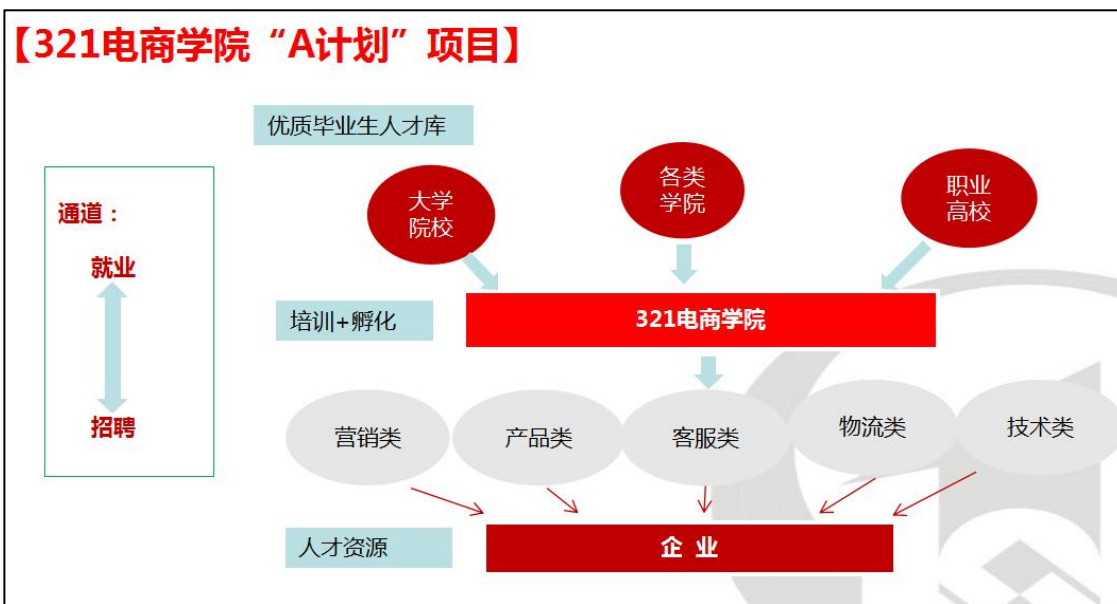 【321电商学院“A计划”项目】
优质毕业生人才库
大学
院校
各类
学院
职业
高校
通道：
就业
招聘
培训+孵化
321电商学院
营销类
产品类
客服类
物流类
技术类
人才资源
企 业